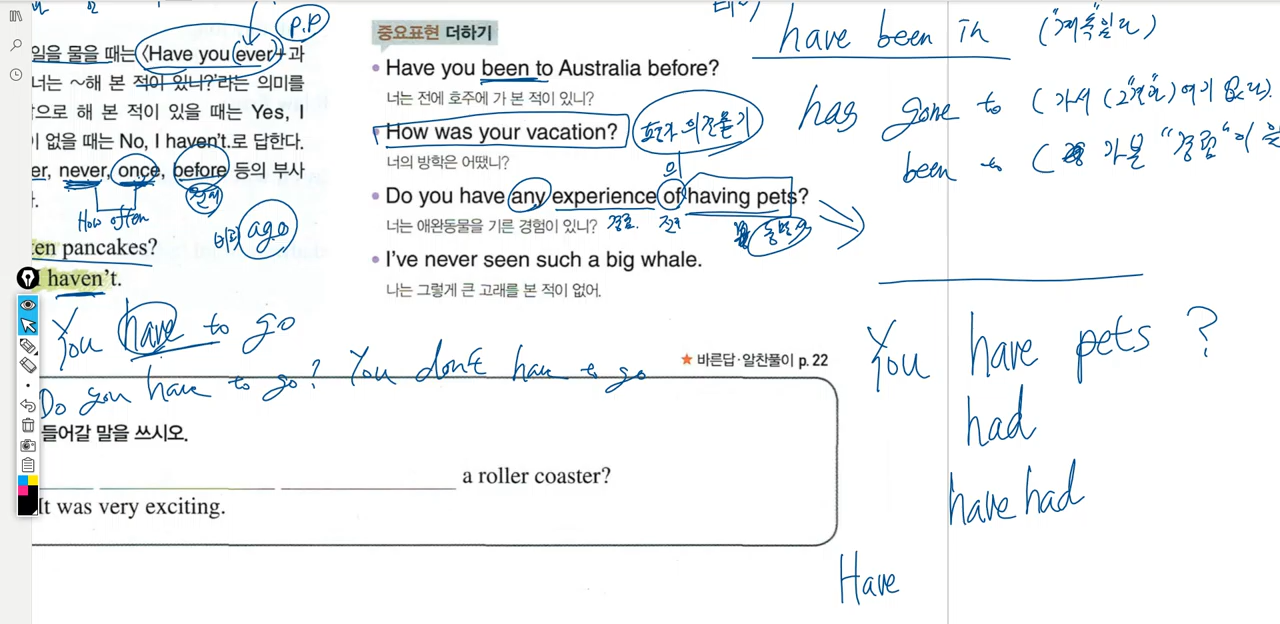 p.p
일을 물을 때는 〈Have you ever+ 과
너는 ～해 본 적이 있니?'라는 의미를
으로 해 본 적이 있을 때는 Yes, I
이 없을 때는 No, I haven't.로 답한다.
er, never, once, before 등의 부사
How often
ago
en pancakes?
haven't.
중요표현 더하기
Have you been to Australia before?
너는 전에 호주에 가 본 적이 있니?
How was your vacation?
너의 방학은 어땠니?
의
Do you have any experience of having pets?
너는 애완동물을 기른 경험이 있니?
I've never seen such a big whale.
나는 그렇게 큰 고래를 본 적이 없어.
have been in
has gone to
been to
You have to go
Do you have to go? You don't have to go
★ 바른답·알찬풀이 p. 22
들어갈 말을 쓰시오.
a roller coaster?
It was very exciting.
You have pets ?
had
have had
Have